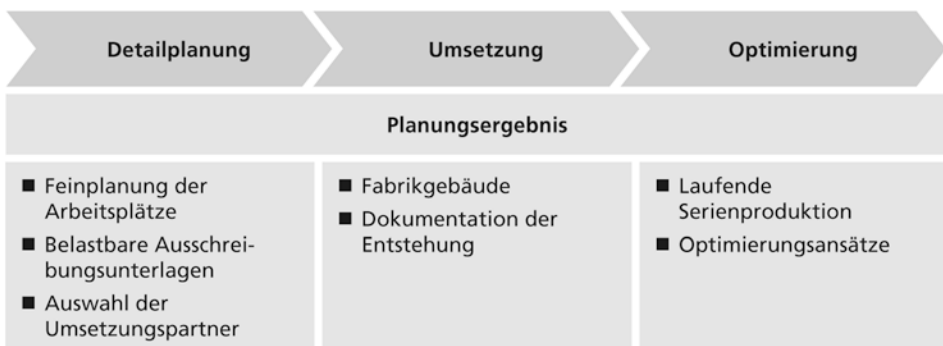 Detailplanung
Umsetzung
Optimierung
Planungsergebnis
■ Feinplanung der
Arbeitsplätze
■ Belastbare Ausschrei-
bungsunterlagen
■ Auswahl der
Umsetzungspartner
■ Fabrikgebäude
■ Dokumentation der
Entstehung
■ Laufende
Serienproduktion
■ Optimierungsansätze